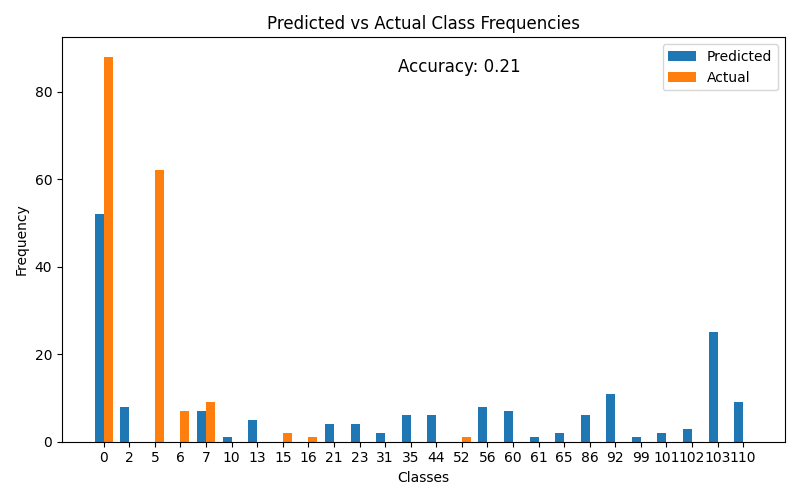 Predicted vs Actual Class Frequencies
Accuracy: 0.21
Predicted
Actual
Frequency
80
60
40
20
0
0 2 5 6 7 10 13 15 16 21 23 31 35 44 52 56 60 61 65 86 92 99 101 102 103 110
Classes